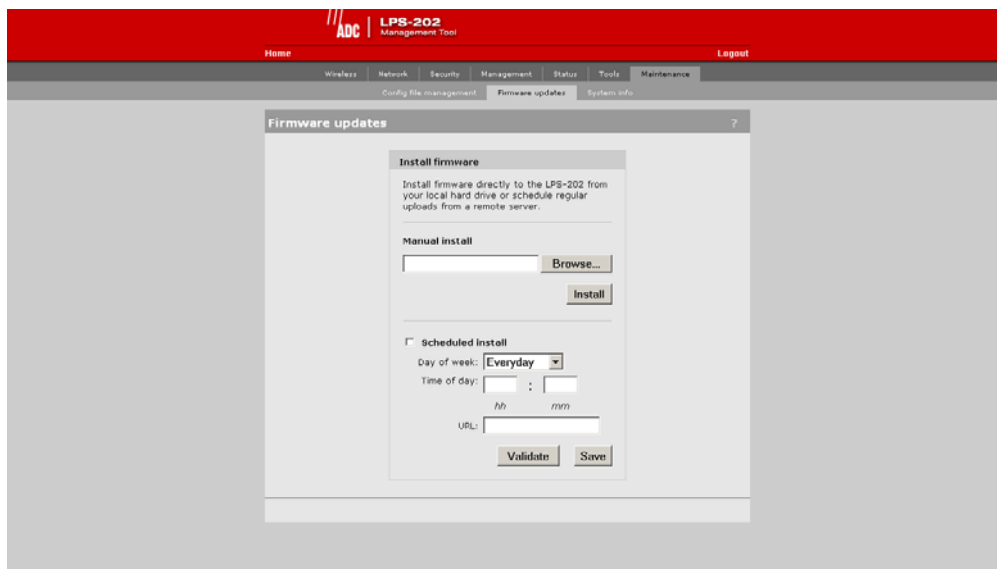 ADC
LPS-202
Management Tool
Home
Logout
Wireless Network Security Management Status Tools Maintenance
Config file management Firmware updates System info
Firmware updates ?
Install firmware
Install firmware directly to the LPS-202 from
your local hard drive or schedule regular
uploads from a remote server.
Manual install
Browse...
Install
Scheduled install
Day of week: Everyday
Time of day: :
hh mm
URL:
Validate Save